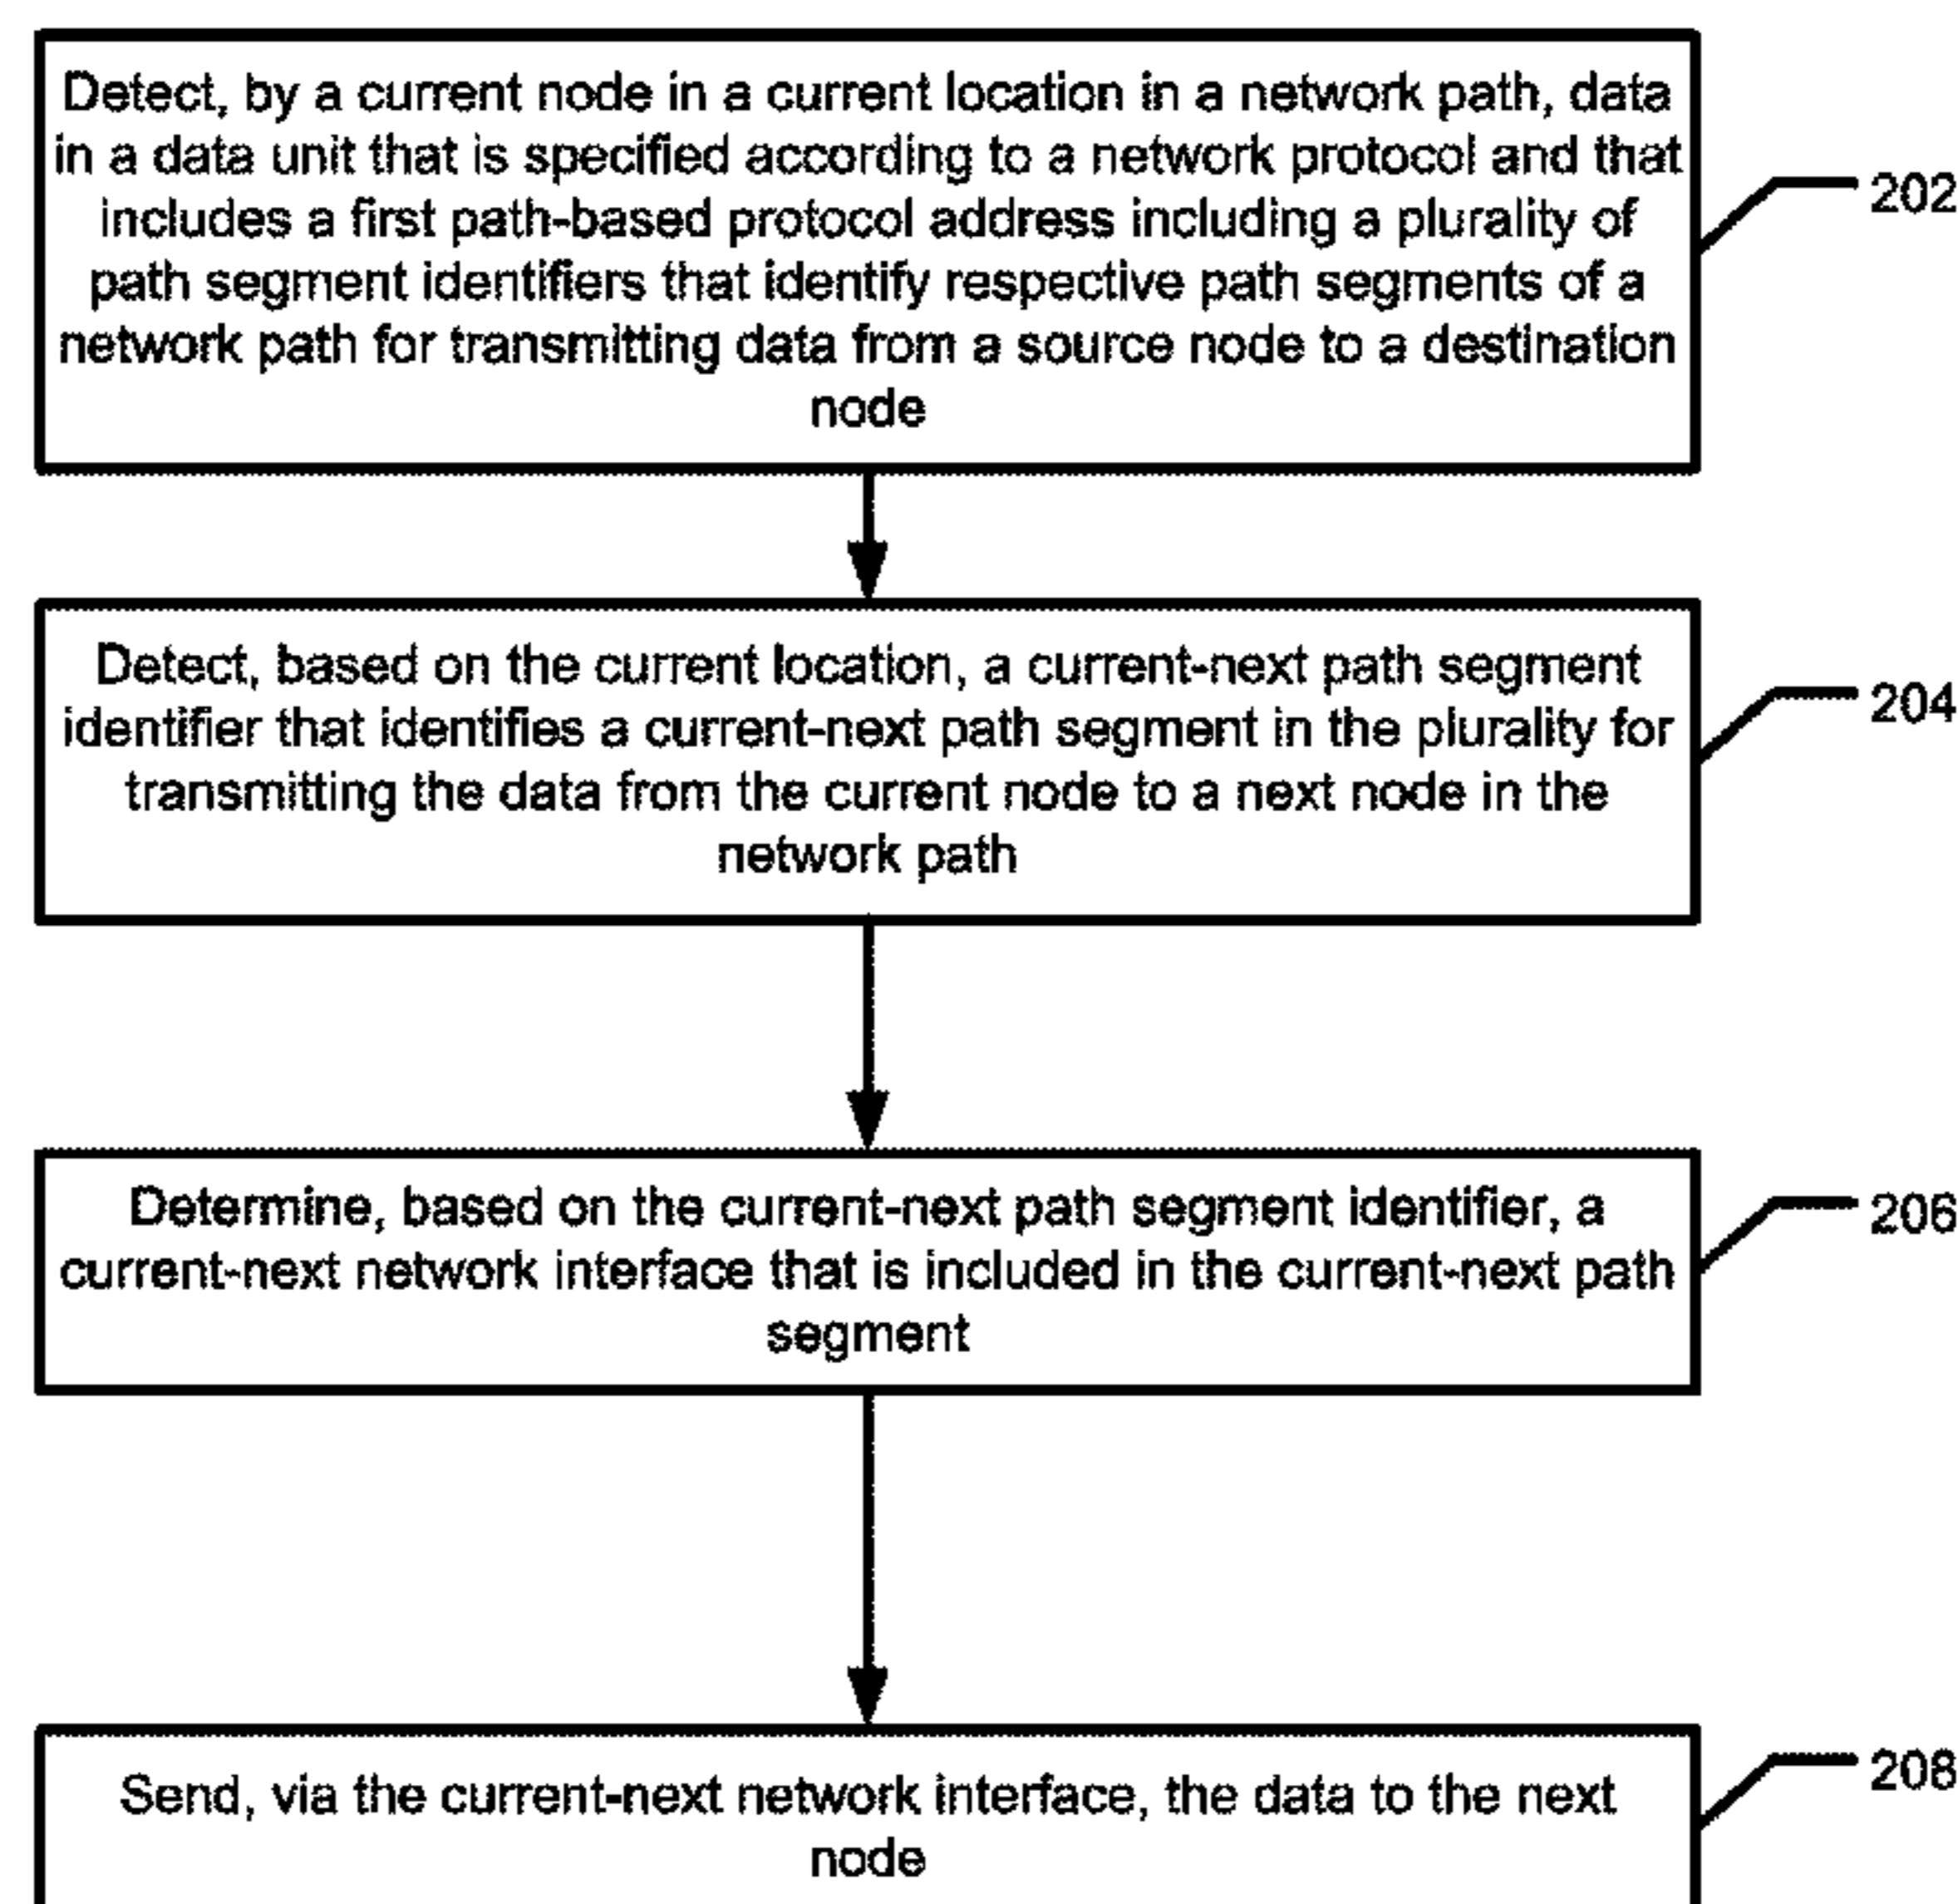 Detect, by a current node in a current location in a network path, data
in a data unit that is specified according to a network protocol and that
includes a first path-based protocol address including a plurality of
path segment identifiers that identify respective path segments of a
network path for transmitting data from a source node to a destination
node
202
Detect, based on the current location, a current-next path segment
identifier that identifies a current-next path segment in the plurality for
transmitting the data from the current node to a next node in the
network path
204
Determine, based on the current-next path segment identifier, a
current-next network interface that is included in the current-next path
segment
206
Send, via the current-next network interface, the data to the next
node
208